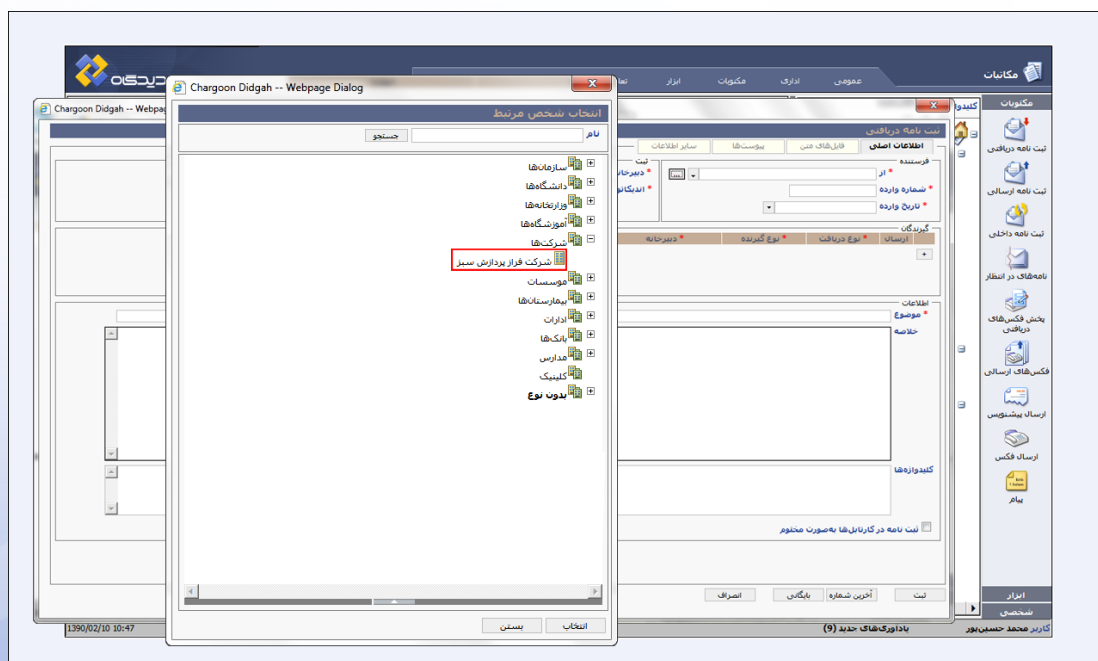 مکاتبات
دیدگاه
عمومی
اداری
مکتوبات
ابزار
Chargoon Didgah -- Webpage Dialog
انتخاب شخص مرتبط
نام
جستجو
سازمان‌ها
دانشگاه‌ها
وزارتخانه‌ها
آموزشگاه‌ها
شرکت‌ها
شرکت فراز پردازش سبز
موسسات
بیمارستان‌ها
ادارات
بانک‌ها
مدارس
کلینیک
بدون نوع
انتخاب
بستن
Chargoon Didgah -- Webpag
ثبت نامه دریافتی
اطلاعات اصلی
فایل‌های متن
پیوست‌ها
سایر اطلاعات
فرستنده
* از
* شماره وارده
* تاریخ وارده
ثبت
گیرندگان
ارسال
* نوع دریافت
* نوع گیرنده
* دبیرخانه
+
اطلاعات
* موضوع
خلاصه
کلیدواژه‌ها
ثبت نامه در کارتابل‌ها به‌صورت مختوم
ثبت
آخرین شماره
بایگانی
انصراف
مکتوبات
ثبت نامه دریافتی
ثبت نامه ارسالی
ثبت نامه داخلی
نامه‌های در انتظار
پخش فکس‌های
دریافتی
فکس‌های ارسالی
ارسال پیشنویس
ارسال فکس
پیام
ابزار
شخصی
کاربر محمد حسین‌پور
یادآوری‌های جدید (9)
1390/02/10 10:47